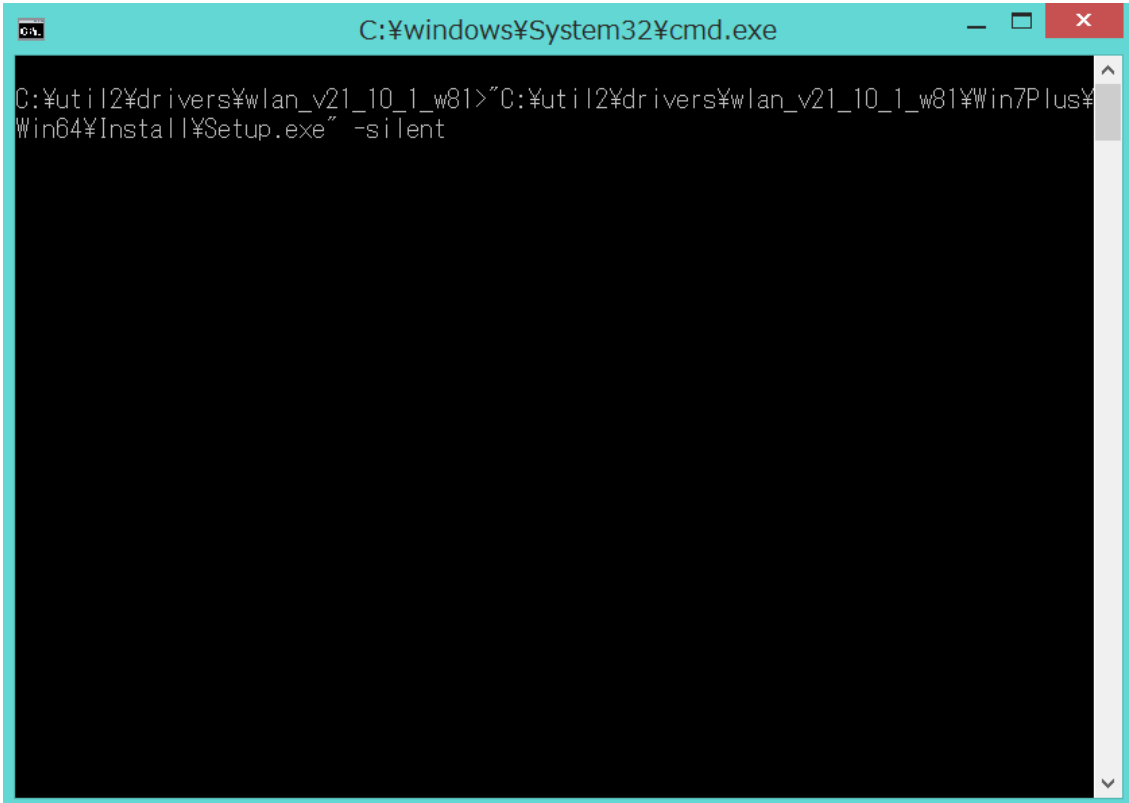 C:¥windows¥System32¥cmd.exe
C:¥util2¥drivers¥wlan_v21_10_1_w81>"C:¥util2¥drivers¥wlan_v21_10_1_w81¥Win7Plus¥
Win64¥Install¥Setup.exe" -silent